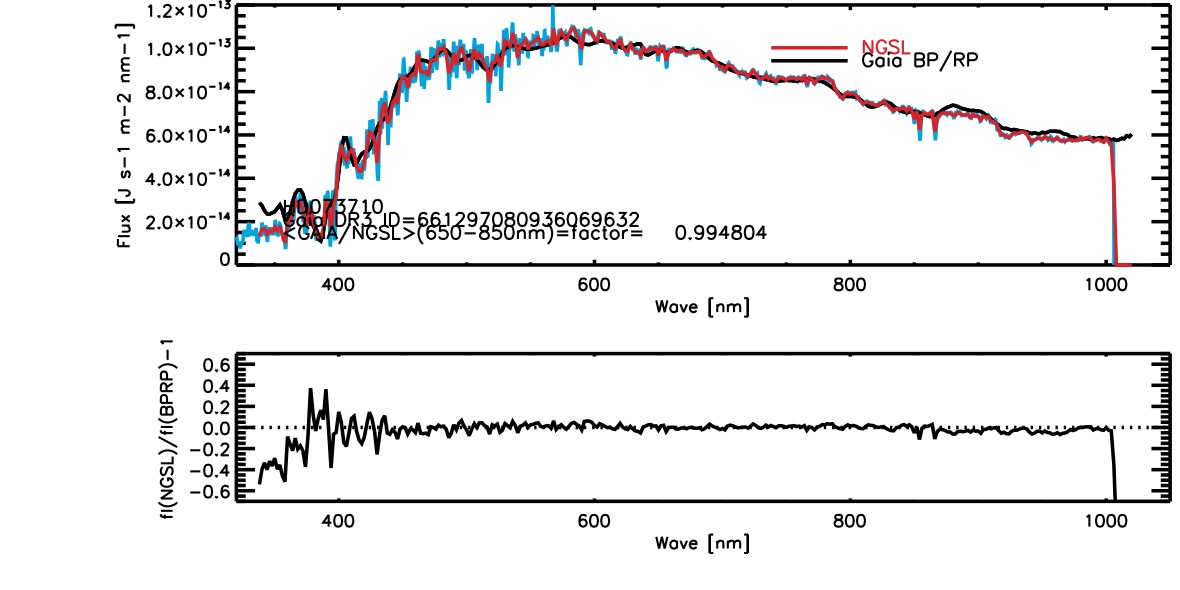 1.2×10−13
1.0×10−13
8.0×10−14
6.0×10−14
4.0×10−14
2.0×10−14
0
Flux [J s−1 m−2 nm−1]
NGSL
Gaia BP/RP
HD073710
Gaia DR3 ID=661297080936069632
<GAIA/NGSL>(650−850nm)=factor= 0.994804
400 600 800 1000
Wave [nm]
fl(NGSL)/fl(BPRP)−1
0.6
0.4
0.2
0.0
−0.2
−0.4
−0.6
400 600 800 1000
Wave [nm]